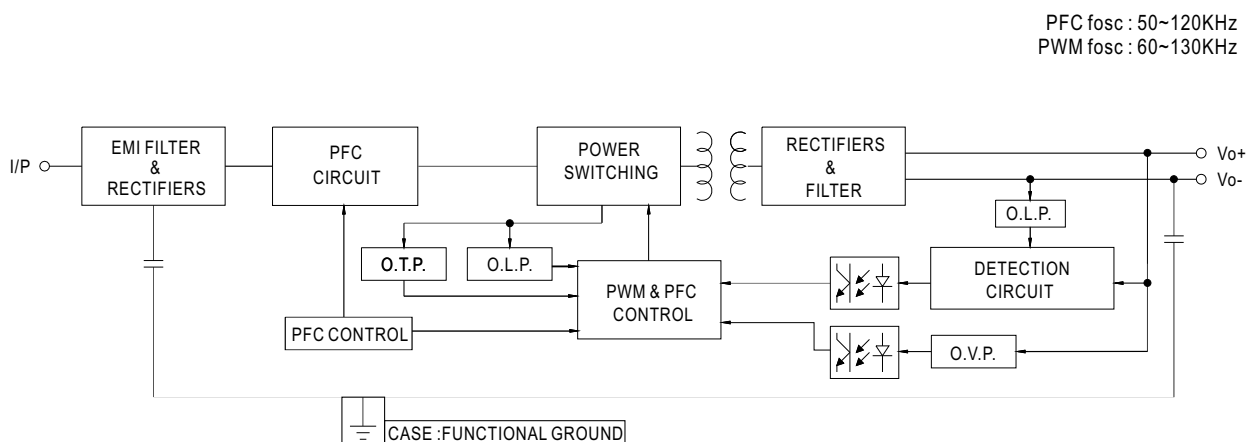 PFC fosc : 50~120KHz
PWM fosc : 60~130KHz
I/P
EMI FILTER
&
RECTIFIERS
PFC
CIRCUIT
POWER
SWITCHING
RECTIFIERS
&
FILTER
Vo+
Vo-
O.L.P.
O.T.P.
O.L.P.
PWM & PFC
CONTROL
DETECTION
CIRCUIT
PFC CONTROL
O.V.P.
CASE :FUNCTIONAL GROUND